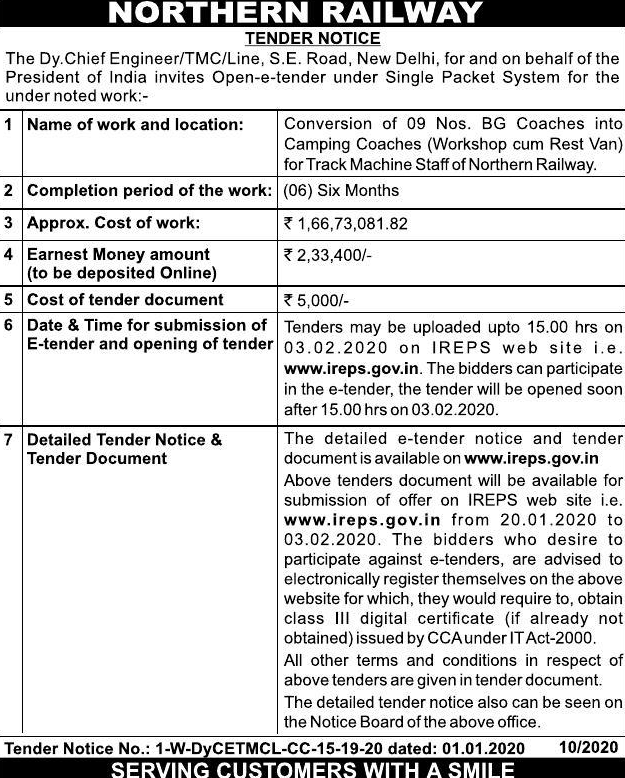 NORTHERN RAILWAY
TENDER NOTICE
The Dy.Chief Engineer/TMC/Line, S.E. Road, New Delhi, for and on behalf of the
President of India invites Open-e-tender under Single Packet System for the
under noted work:-
1 Name of work and location: Conversion of 09 Nos. BG Coaches into
Camping Coaches (Workshop cum Rest Van)
for Track Machine Staff of Northern Railway.
2 Completion period of the work: (06) Six Months
3 Approx. Cost of work: ₹ 1,66,73,081.82
4 Earnest Money amount ₹ 2,33,400/-
(to be deposited Online)
5 Cost of tender document ₹ 5,000/-
6 Date & Time for submission of
E-tender and opening of tender
Tenders may be uploaded upto 15.00 hrs on
03.02.2020 on IREPS web site i.e.
www.ireps.gov.in. The bidders can participate
in the e-tender, the tender will be opened soon
after 15.00 hrs on 03.02.2020.
7 Detailed Tender Notice &
Tender Document
The detailed e-tender notice and tender
document is available on www.ireps.gov.in
Above tenders document will be available for
submission of offer on IREPS web site i.e.
www.ireps.gov.in from 20.01.2020 to
03.02.2020. The bidders who desire to
participate against e-tenders, are advised to
electronically register themselves on the above
website for which, they would require to, obtain
class III digital certificate (if already not
obtained) issued by CCA under IT Act-2000.
All other terms and conditions in respect of
above tenders are given in tender document.
The detailed tender notice also can be seen on
the Notice Board of the above office.
Tender Notice No.: 1-W-DyCETMCL-CC-15-19-20 dated: 01.01.2020 10/2020
SERVING CUSTOMERS WITH A SMILE